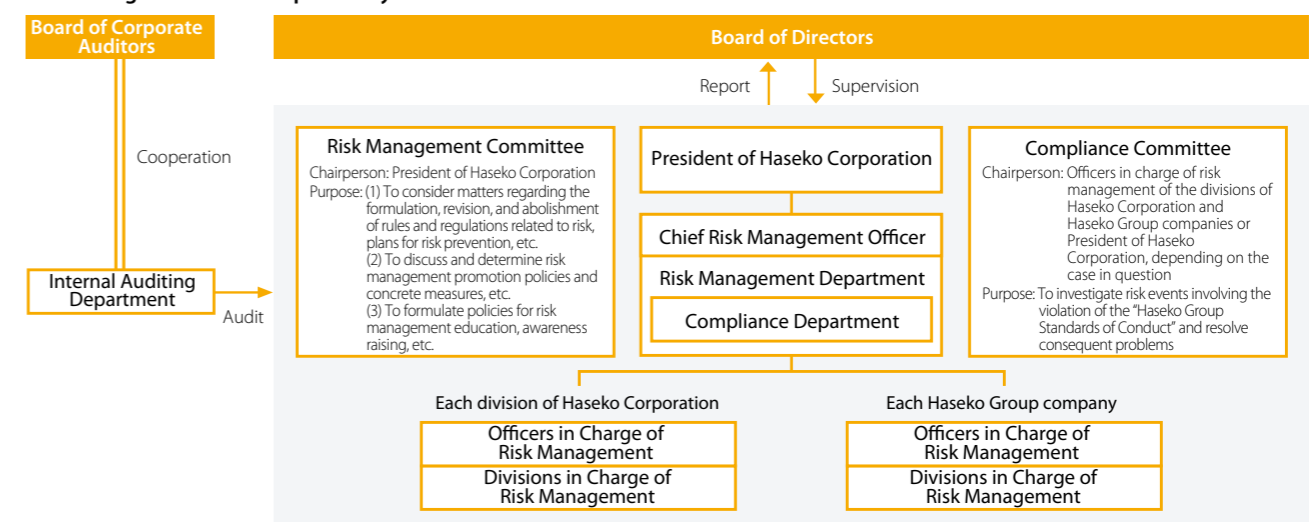 Board of Corporate
Auditors
Board of Directors
Report
Supervision
Cooperation
Risk Management Committee
Chairperson: President of Haseko Corporation
Purpose: (1) To consider matters regarding the
formulation, revision, and abolishment
of rules and regulations related to risk,
plans for risk prevention, etc.
(2) To discuss and determine risk
management promotion policies and
concrete measures, etc.
(3) To formulate policies for risk
management education, awareness
raising, etc.
President of Haseko Corporation
Chief Risk Management Officer
Risk Management Department
Compliance Department
Compliance Committee
Chairperson: Officers in charge of risk
management of the divisions of
Haseko Corporation and
Haseko Group companies or
President of Haseko
Corporation, depending on the
case in question
Purpose: To investigate risk events involving the
violation of the “Haseko Group
Standards of Conduct” and resolve
consequent problems
Internal Auditing
Department
Audit
Each division of Haseko Corporation
Officers in Charge of
Risk Management
Divisions in Charge of
Risk Management
Each Haseko Group company
Officers in Charge of
Risk Management
Divisions in Charge of
Risk Management